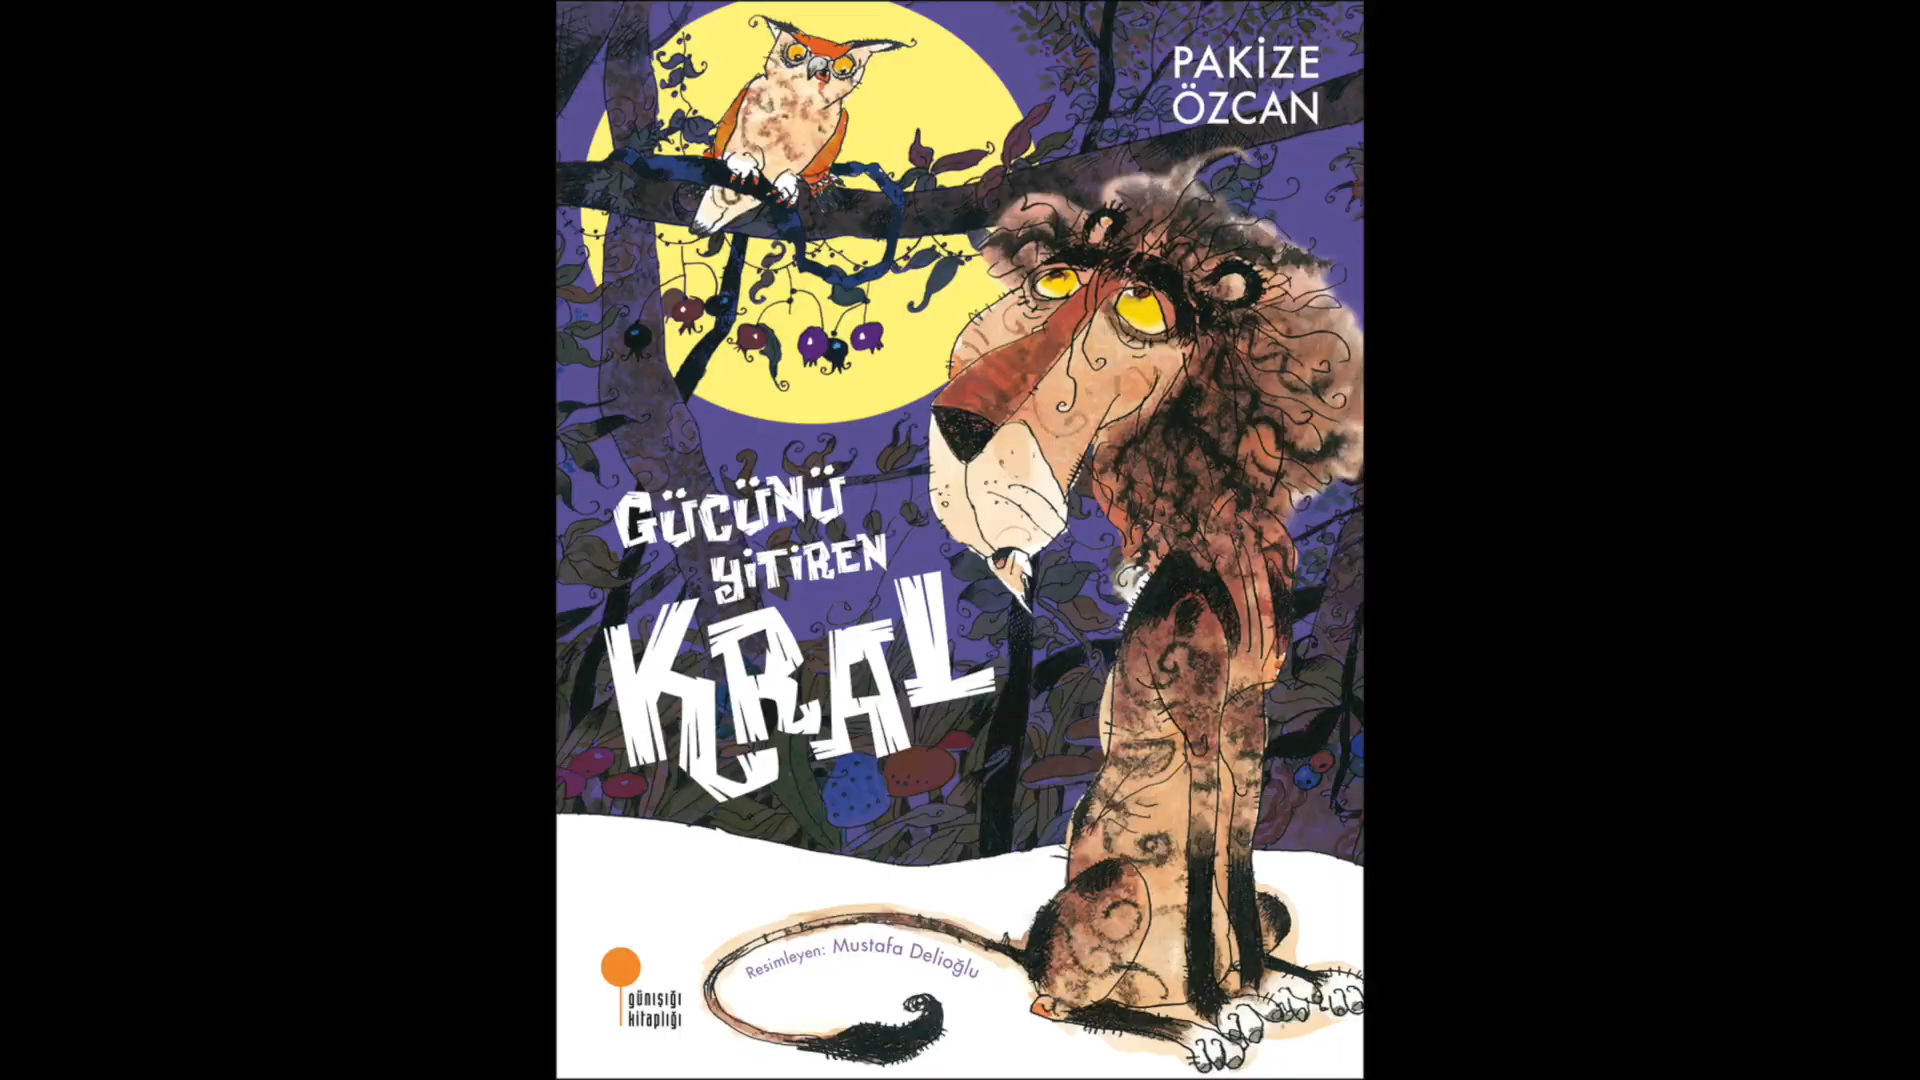 PAKİZE
ÖZCAN
GÜCÜNÜ
YİTİREN
KRAL
Resimleyen: Mustafa Delioğlu
günışığı
kitaplığı